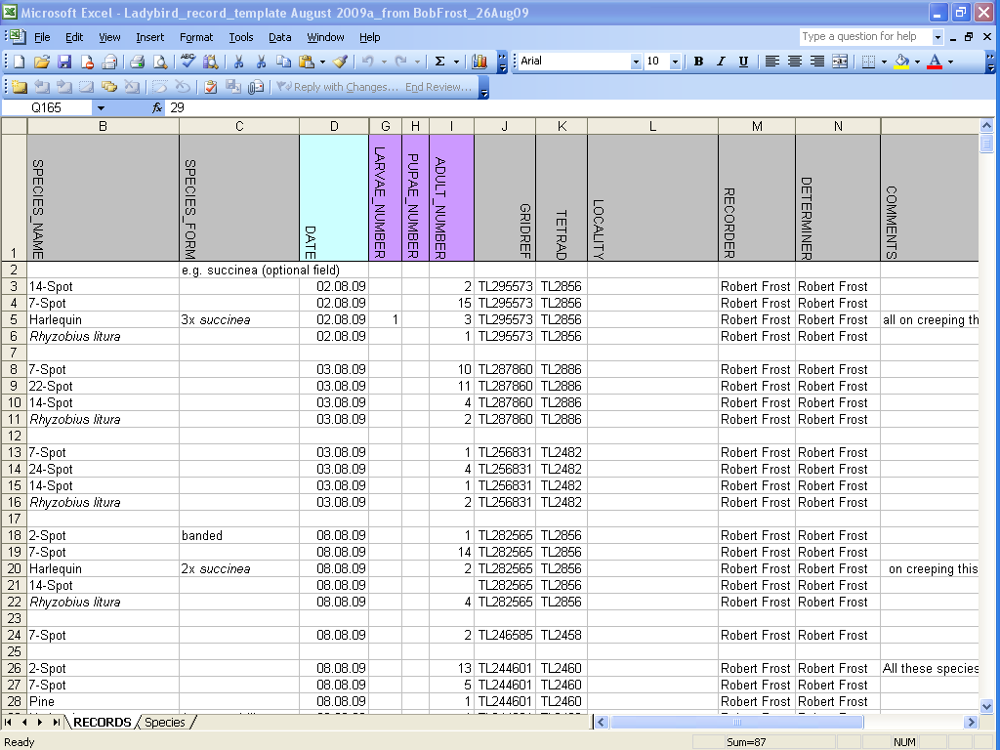 Microsoft Excel - Ladybird_record_template August 2009a_from BobFrost_26Aug09
File Edit View Insert Format Tools Data Window Help Type a question for help
Arial 10 B I U
Reply with Changes... End Review...
Q165 fx 29
B C D G H I J K L M N
1 SPECIES_NAME SPECIES_FORM DATE LARVAE_NUMBER PUPAE_NUMBER ADULT_NUMBER GRIDREF TETRAD LOCALITY RECORDER DETERMINER COMMENTS
2 e.g. succinea (optional field)
3 14-Spot 02.08.09 2 TL295573 TL2856 Robert Frost Robert Frost
4 7-Spot 02.08.09 15 TL295573 TL2856 Robert Frost Robert Frost
5 Harlequin 3x succinea 02.08.09 1 3 TL295573 TL2856 Robert Frost Robert Frost all on creeping th
6 Rhyzobius litura 02.08.09 1 TL295573 TL2856 Robert Frost Robert Frost
7
8 7-Spot 03.08.09 10 TL287860 TL2886 Robert Frost Robert Frost
9 22-Spot 03.08.09 11 TL287860 TL2886 Robert Frost Robert Frost
10 14-Spot 03.08.09 4 TL287860 TL2886 Robert Frost Robert Frost
11 Rhyzobius litura 03.08.09 2 TL287860 TL2886 Robert Frost Robert Frost
12
13 7-Spot 03.08.09 1 TL256831 TL2482 Robert Frost Robert Frost
14 24-Spot 03.08.09 4 TL256831 TL2482 Robert Frost Robert Frost
15 14-Spot 03.08.09 1 TL256831 TL2482 Robert Frost Robert Frost
16 Rhyzobius litura 03.08.09 2 TL256831 TL2482 Robert Frost Robert Frost
17
18 2-Spot banded 08.08.09 1 TL282565 TL2856 Robert Frost Robert Frost
19 7-Spot 08.08.09 14 TL282565 TL2856 Robert Frost Robert Frost
20 Harlequin 2x succinea 08.08.09 2 TL282565 TL2856 Robert Frost Robert Frost on creeping this
21 14-Spot 08.08.09 TL282565 TL2856 Robert Frost Robert Frost
22 Rhyzobius litura 08.08.09 4 TL282565 TL2856 Robert Frost Robert Frost
23
24 7-Spot 08.08.09 2 TL246585 TL2458 Robert Frost Robert Frost
25
26 2-Spot 08.08.09 13 TL244601 TL2460 Robert Frost Robert Frost All these species
27 7-Spot 08.08.09 5 TL244601 TL2460 Robert Frost Robert Frost
28 Pine 08.08.09 1 TL244601 TL2460 Robert Frost Robert Frost
RECORDS Species
Ready Sum=87 NUM